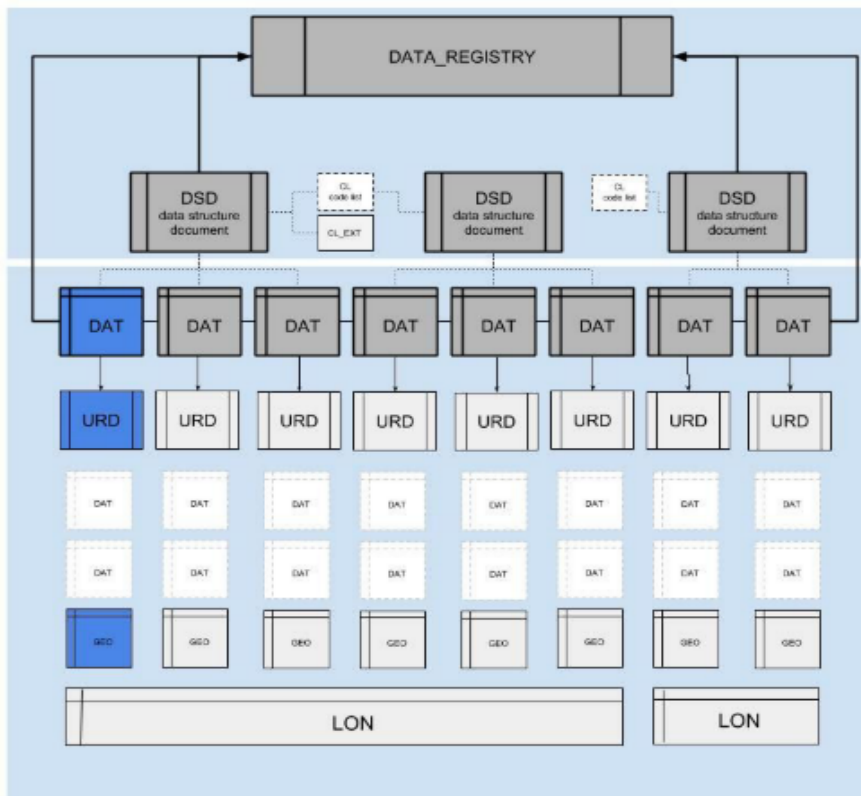 DATA_REGISTRY
CL
code list
CL
code list
DSD
data structure
document
DSD
data structure
document
DSD
data structure
document
CL_EXT
DAT DAT DAT DAT DAT DAT DAT DAT
URD URD URD URD URD URD URD URD
DAT DAT DAT DAT DAT DAT DAT DAT
DAT DAT DAT DAT DAT DAT DAT DAT
GEO GEO GEO GEO GEO GEO GEO GEO
LON LON